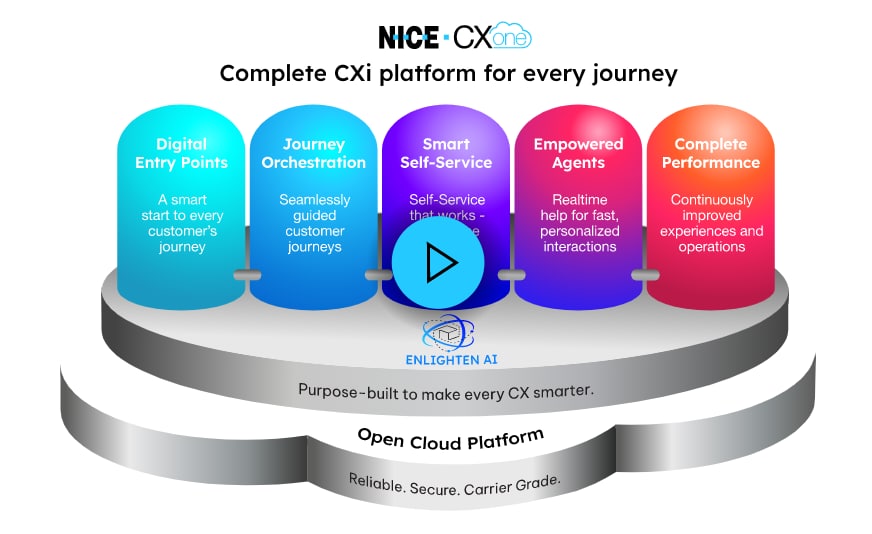 NICE · CXone
Complete CXi platform for every journey
Digital
Entry Points
A smart
start to every
customer's
journey
Journey
Orchestration
Seamlessly
guided
customer
journeys
Smart
Self-Service
Self-Service
that works -
Empowered
Agents
Realtime
help for fast,
personalized
interactions
Complete
Performance
Continuously
improved
experiences and
operations
ENLIGHTEN AI
Purpose-built to make every CX smarter.
Open Cloud Platform
Reliable. Secure. Carrier Grade.